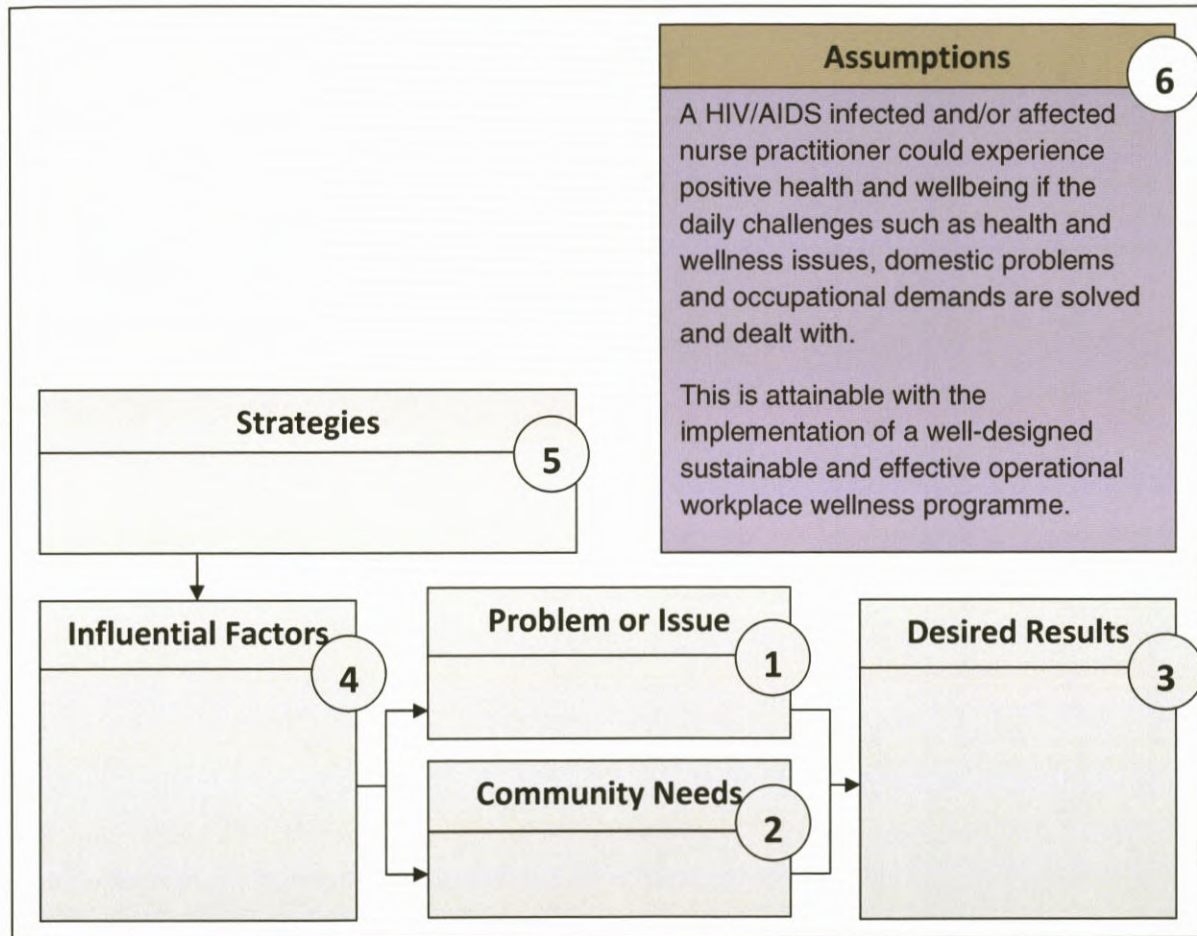 Assumptions
6
A HIV/AIDS infected and/or affected
nurse practitioner could experience
positive health and wellbeing if the
daily challenges such as health and
wellness issues, domestic problems
and occupational demands are solved
and dealt with.
This is attainable with the
implementation of a well-designed
sustainable and effective operational
workplace wellness programme.
Strategies
5
Influential Factors
4
Problem or Issue
1
Community Needs
2
Desired Results
3